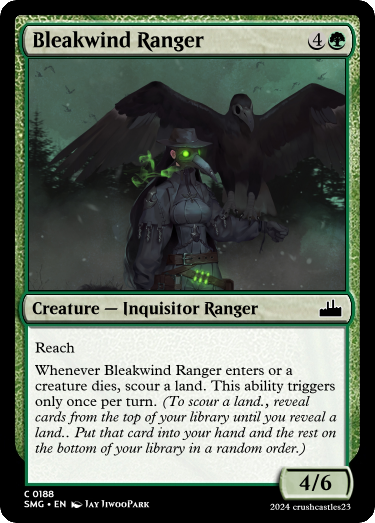 Bleakwind Ranger 4
Creature — Inquisitor Ranger
Reach
Whenever Bleakwind Ranger enters or a
creature dies, scour a land. This ability triggers
only once per turn. (To scour a land., reveal
cards from the top of your library until you reveal a
land.. Put that card into your hand and the rest on
the bottom of your library in a random order.)
4/6
C 0188
SMG • EN Jay JiwooPark
2024 crushcastles23